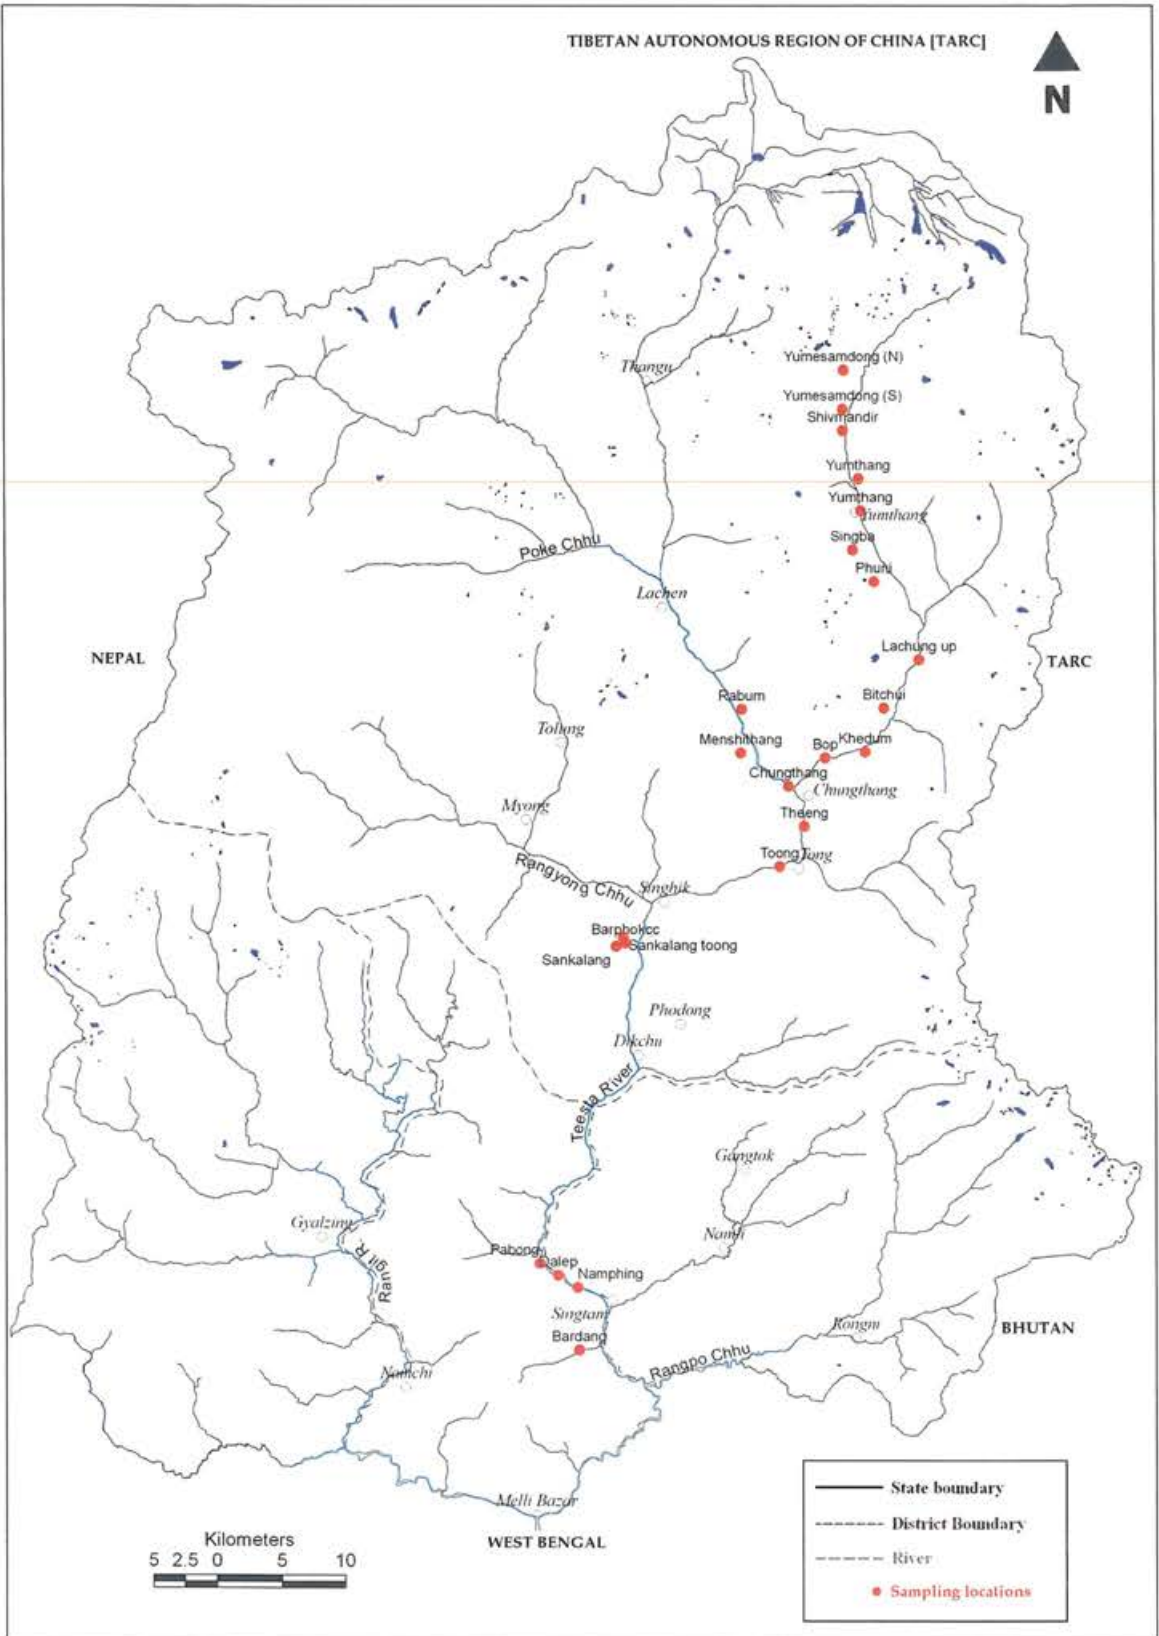 TIBETAN AUTONOMOUS REGION OF CHINA [TARC]
N
Yumesamdong (N)
Thangu
Yumesamdong (S)
Shivmandir
Yumthang
Yumthang
Yumthang
Singba
Poke Chhu
Phuni
Lachen
Lachung up
NEPAL
TARC
Rabum
Bitchui
Tolung
Menshithang
Bop
Khedum
Chungthang
Chungthang
Myong
Theeng
Toong
Tong
Rangyong Chhu
Singhik
Barphokcc
Sankalang toong
Sankalang
Phodong
Dikchu
Teesta River
Gangtok
Gyalzing
Namli
Pabong
Dalep
Rangit R.
Namphing
Singtam
Rongni
BHUTAN
Bardang
Rangpo Chhu
Namchi
State boundary
Melli Bazar
District Boundary
WEST BENGAL
Kilometers
River
5 2.5 0 5 10
Sampling locations